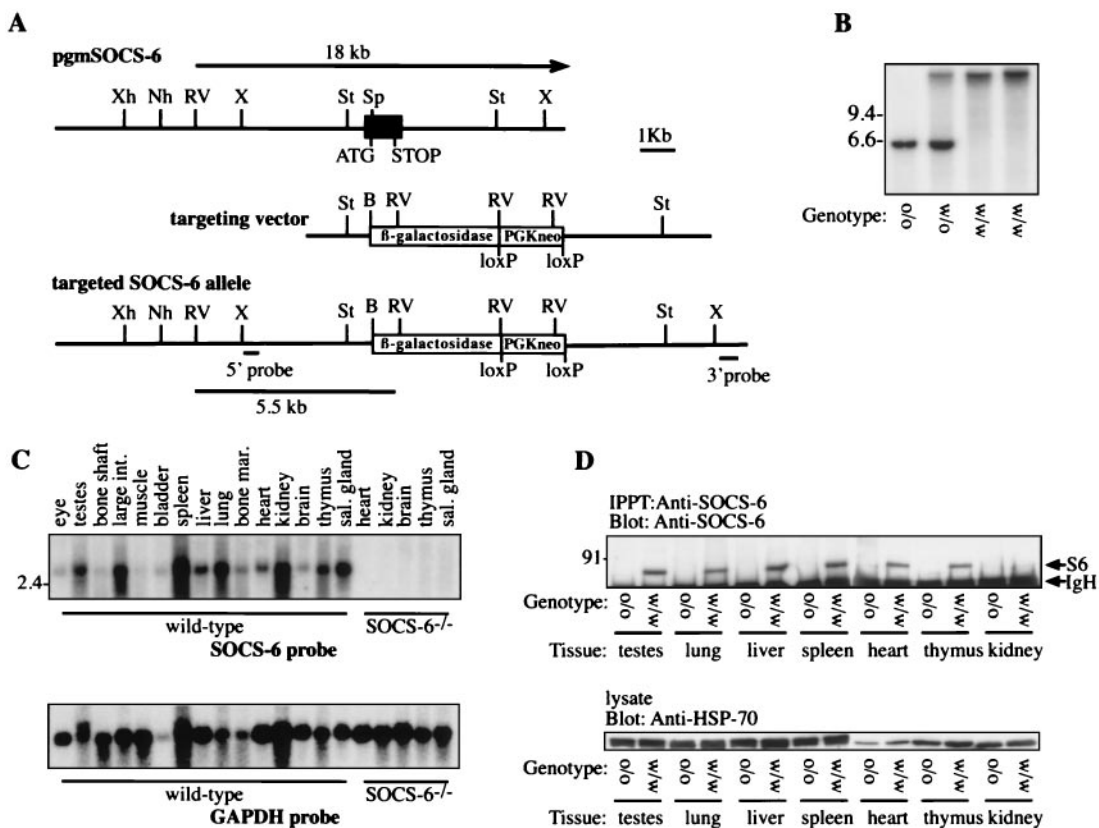 A
pgmSOCS-6
18 kb
Xh Nh RV X St Sp St X
ATG STOP
1Kb
St B RV RV RV St
targeting vector
ß-galactosidase PGKneo
loxP loxP
targeted SOCS-6 allele
Xh Nh RV X St B RV RV RV St X
ß-galactosidase PGKneo
5' probe loxP loxP 3'probe
5.5 kb
B
9.4-
6.6-
Genotype: o/o w/o w/w w/w
C
eye testes bone shaft large int. muscle bladder spleen liver lung bone mar. heart kidney brain thymus sal. gland heart kidney brain thymus sal. gland
2.4-
wild-type SOCS-6-/-
SOCS-6 probe
wild-type SOCS-6-/-
GAPDH probe
D
IPPT:Anti-SOCS-6
Blot: Anti-SOCS-6
91-
S6
IgH
Genotype: o/o w/w o/o w/w o/o w/w o/o w/w o/o w/w o/o w/w o/o w/w
Tissue: testes lung liver spleen heart thymus kidney
lysate
Blot: Anti-HSP-70
Genotype: o/o w/w o/o w/w o/o w/w o/o w/w o/o w/w o/o w/w o/o w/w
Tissue: testes lung liver spleen heart thymus kidney